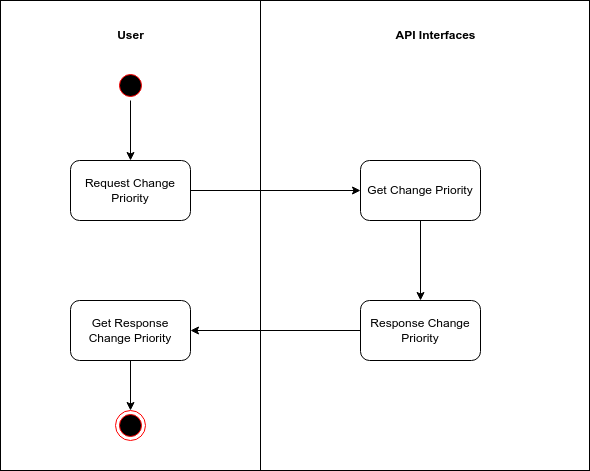 User
API Interfaces
Request Change
Priority
Get Change Priority
Get Response
Change Priority
Response Change
Priority